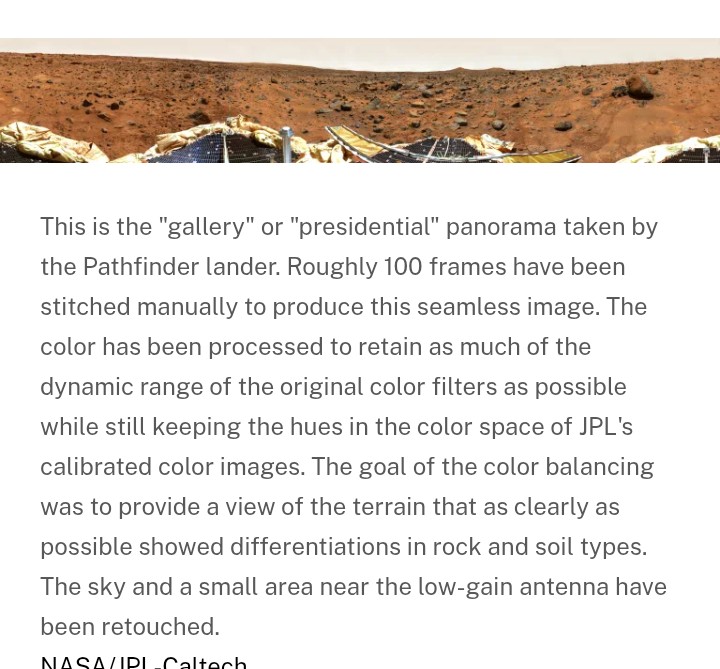 This is the "gallery" or "presidential" panorama taken by
the Pathfinder lander. Roughly 100 frames have been
stitched manually to produce this seamless image. The
color has been processed to retain as much of the
dynamic range of the original color filters as possible
while still keeping the hues in the color space of JPL's
calibrated color images. The goal of the color balancing
was to provide a view of the terrain that as clearly as
possible showed differentiations in rock and soil types.
The sky and a small area near the low-gain antenna have
been retouched.
NASA/JPL-Caltech